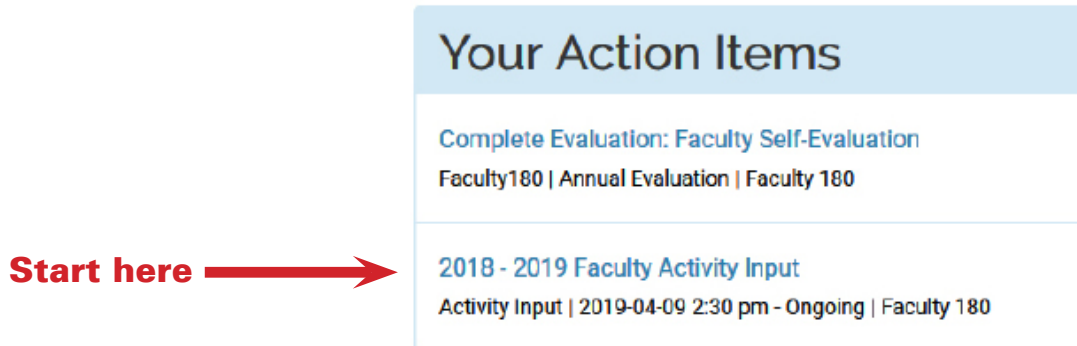 Your Action Items
Complete Evaluation: Faculty Self-Evaluation
Faculty180 | Annual Evaluation | Faculty 180
Start here
2018 - 2019 Faculty Activity Input
Activity Input | 2019-04-09 2:30 pm - Ongoing | Faculty 180